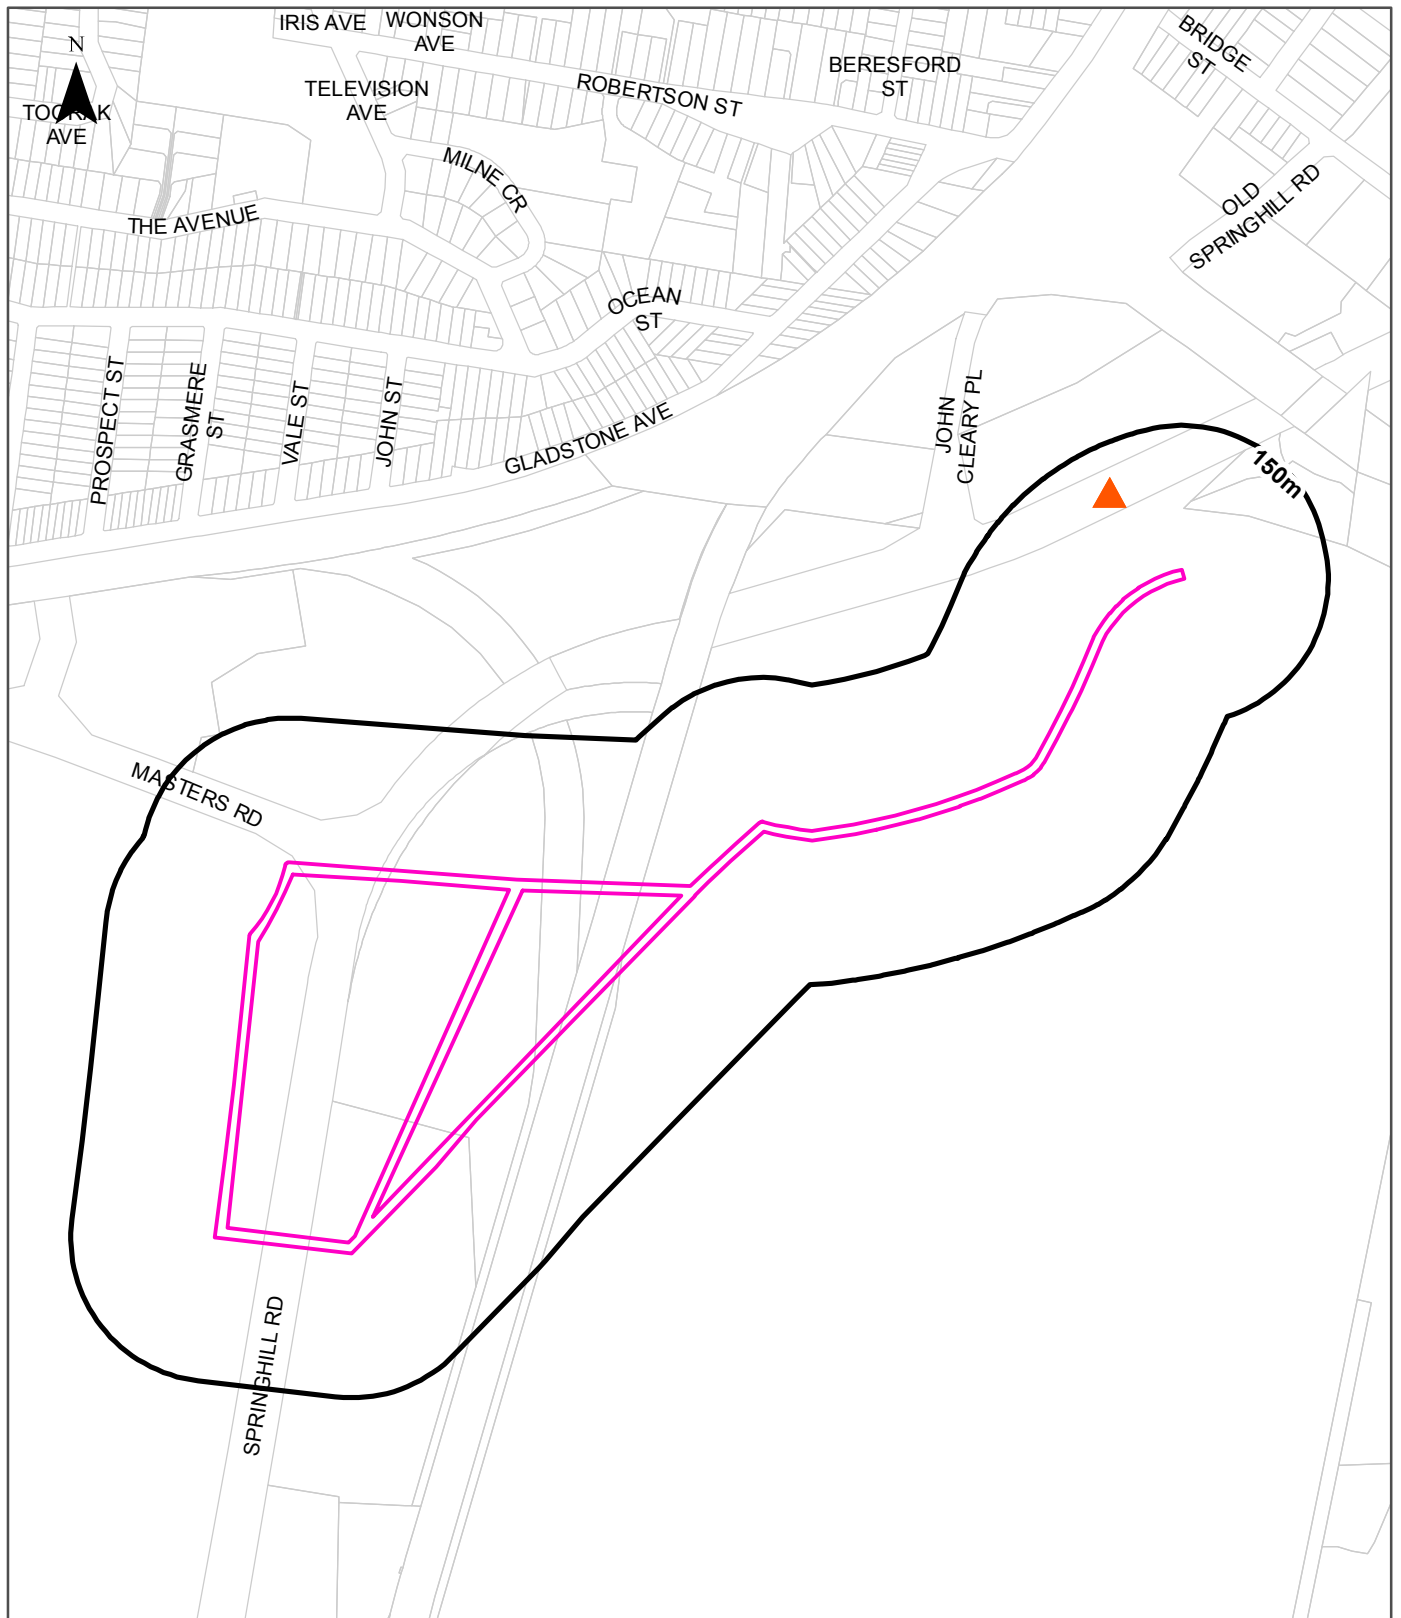 IRIS AVE
WONSON
AVE
N
TOORAK
AVE
TELEVISION
AVE
ROBERTSON ST
BERESFORD
ST
BRIDGE
ST
MILNE CR
THE AVENUE
OLD
SPRINGHILL RD
OCEAN
ST
PROSPECT ST
GRASMERE
ST
VALE ST
JOHN ST
GLADSTONE AVE
JOHN
CLEARY PL
150m
MASTERS RD
SPRINGHILL RD